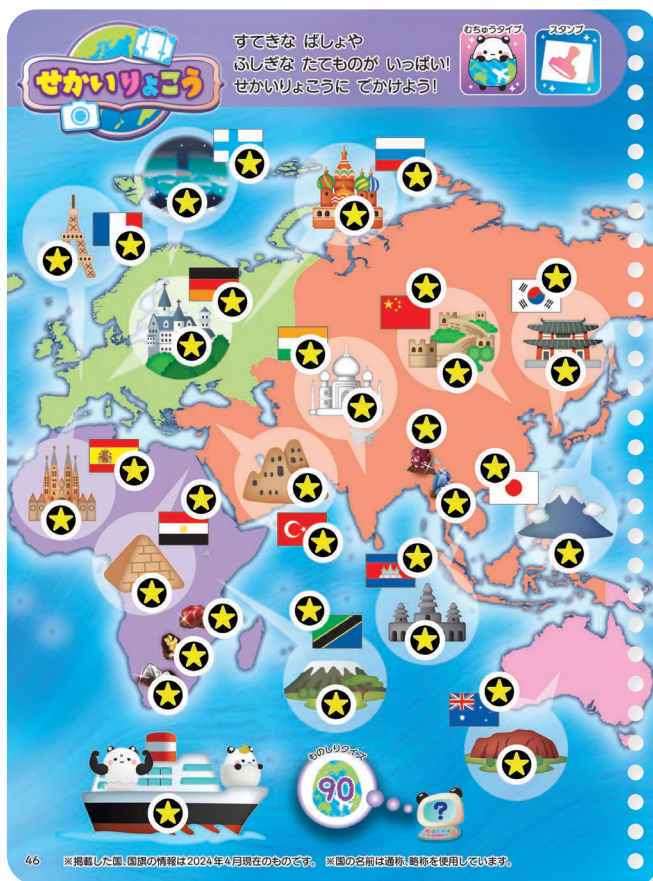 せかいりょこう
すてきな ばしょや
ふしぎな たてものが いっぱい!
せかいりょこうに でかけよう!
むちゅうタイプ
スタンプ
ものしりクイズ
90
?
46 ※掲載した国、国旗の情報は2024年4月現在のものです。 ※国の名前は通称、略称を使用しています。